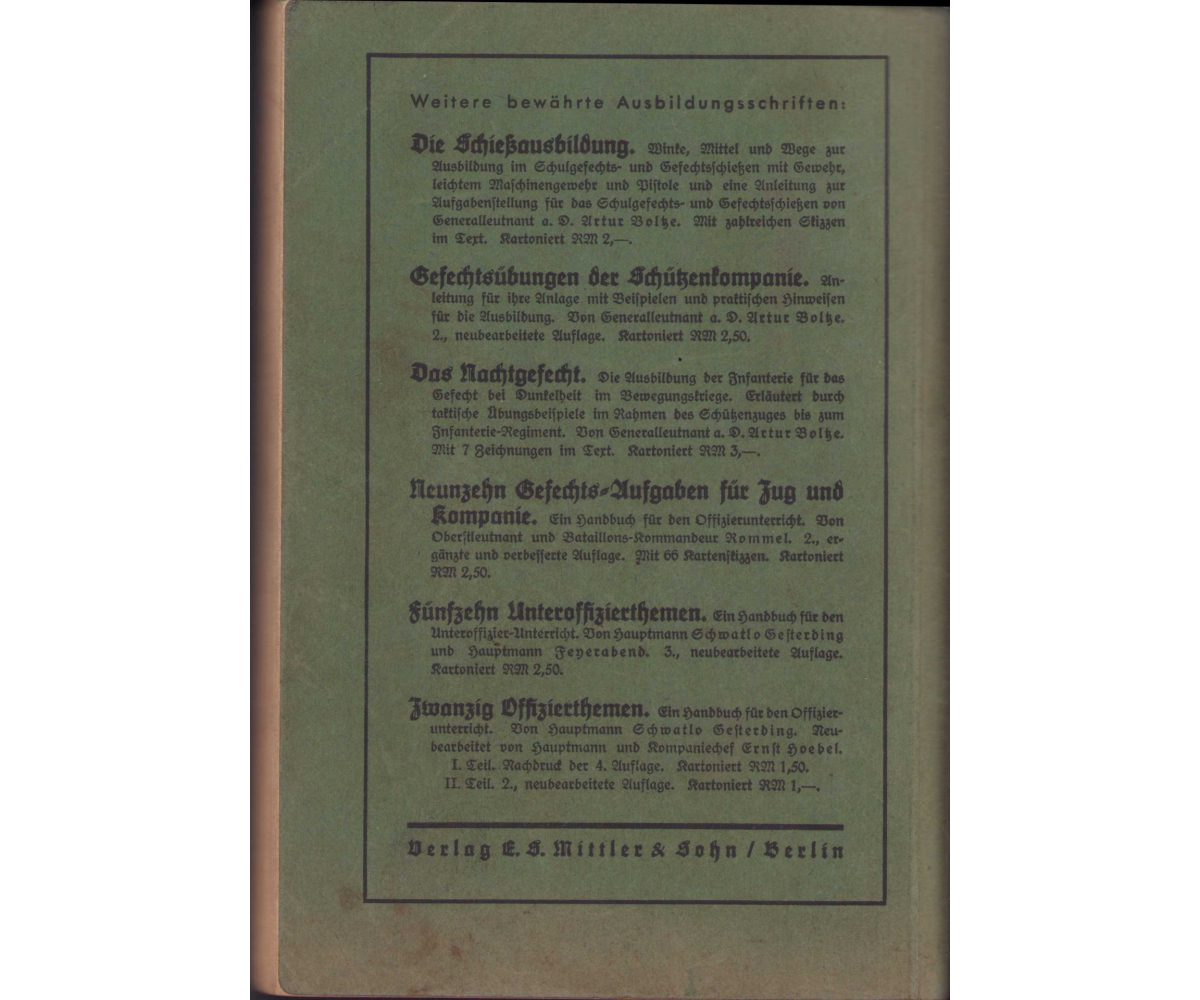 Weitere bewährte Ausbildungsschriften:
Die Schießausbildung. Winke, Mittel und Wege zur
Ausbildung im Schulgefechts- und Gefechtsschießen mit Gewehr,
leichtem Maschinengewehr und Pistole und eine Anleitung zur
Aufgabenstellung für das Schulgefechts- und Gefechtsschießen von
Generalleutnant a. D. Artur Boltze. Mit zahlreichen Skizzen
im Text. Kartoniert RM 2,—.
Gefechtsübungen der Schützenkompanie. An-
leitung für ihre Anlage mit Beispielen und praktischen Hinweisen
für die Ausbildung. Von Generalleutnant a. D. Artur Boltze.
2., neubearbeitete Auflage. Kartoniert RM 2,50.
Das Nachtgefecht. Die Ausbildung der Infanterie für das
Gefecht bei Dunkelheit im Bewegungskriege. Erläutert durch
taktische Übungsbeispiele im Rahmen des Schützenzuges bis zum
Infanterie-Regiment. Von Generalleutnant a. D. Artur Boltze.
Mit 7 Zeichnungen im Text. Kartoniert RM 3,—.
Neunzehn Gefechts-Aufgaben für Zug und
Kompanie. Ein Handbuch für den Offizierunterricht. Von
Oberstleutnant und Bataillons-Kommandeur Rommel. 2., er-
gänzte und verbesserte Auflage. Mit 66 Kartenskizzen. Kartoniert
RM 2,50.
Fünfzehn Unteroffizierthemen. Ein Handbuch für den
Unteroffizier-Unterricht. Von Hauptmann Schwatlo Gesterding
und Hauptmann Feyerabend. 3., neubearbeitete Auflage.
Kartoniert RM 2,50.
Zwanzig Offizierthemen. Ein Handbuch für den Offizier-
unterricht. Von Hauptmann Schwatlo Gesterding. Neu-
bearbeitet von Hauptmann und Kompaniechef Ernst Hoebel.
I. Teil. Nachdruck der 4. Auflage. Kartoniert RM 1,50.
II. Teil. 2., neubearbeitete Auflage. Kartoniert RM 1,—.
Verlag E. S. Mittler & Sohn / Berlin